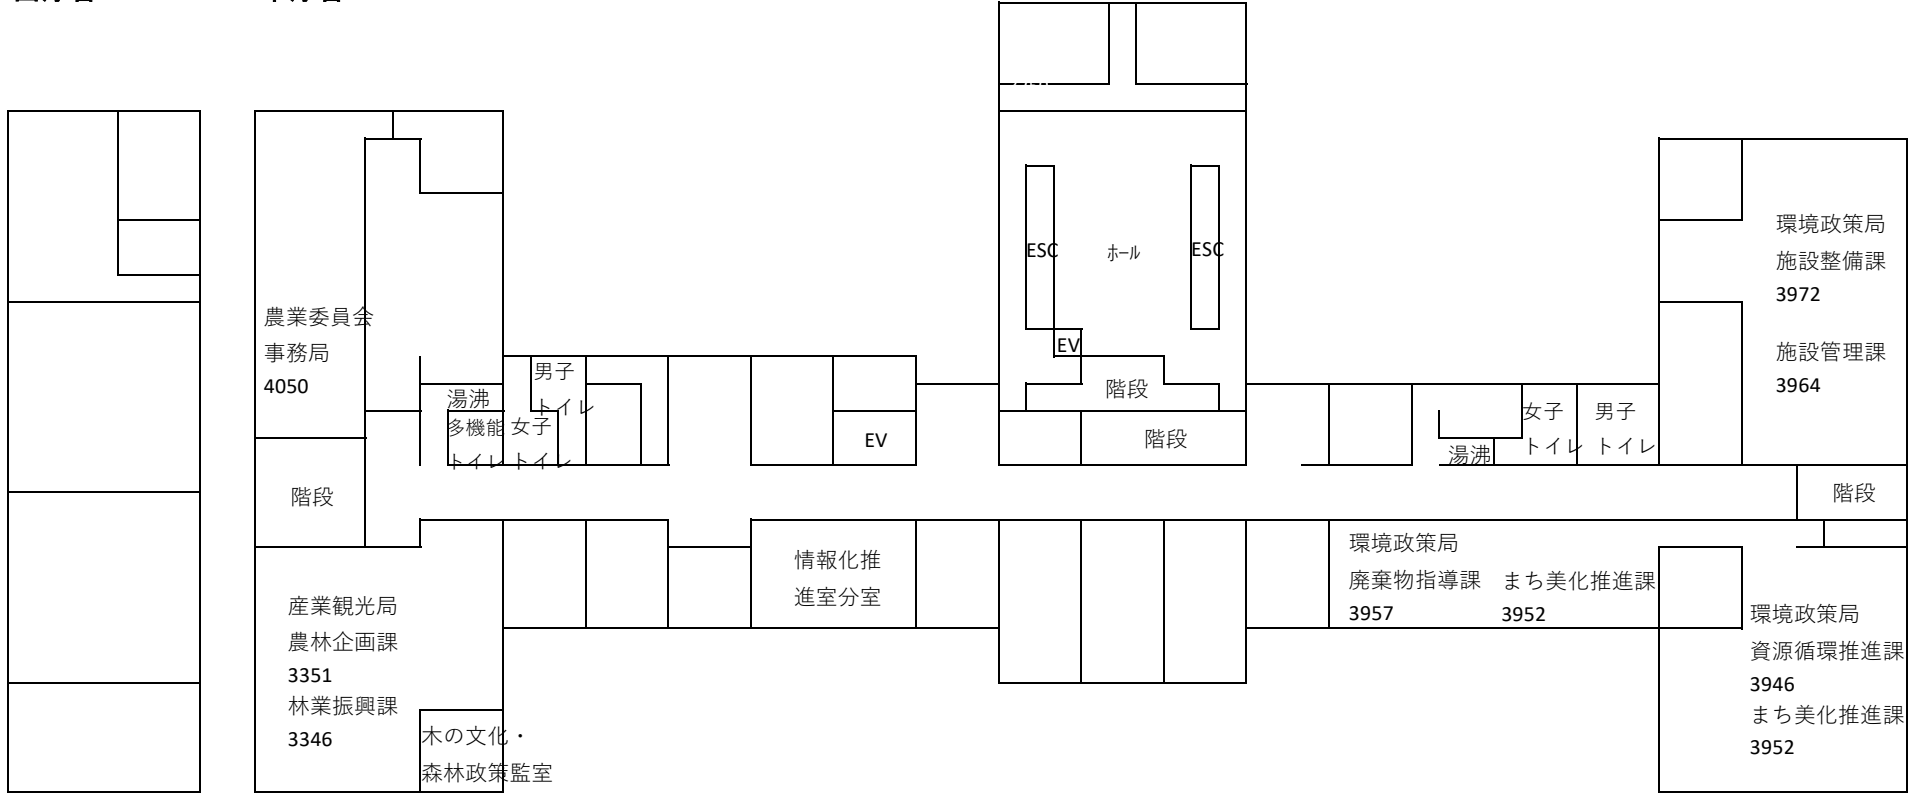 農業委員会
事務局
4050
階段
産業観光局
農林企画課
3351
林業振興課
3346
木の文化・
森林政策監室
湯沸
多機能
トイレ
女子
トイレ
男子
トイレ
EV
情報化推
進室分室
ESC
ホール
ESC
EV
階段
階段
湯沸
女子
トイレ
男子
トイレ
環境政策局
施設整備課
3972
施設管理課
3964
階段
環境政策局
廃棄物指導課
3957
まち美化推進課
3952
環境政策局
資源循環推進課
3946
まち美化推進課
3952